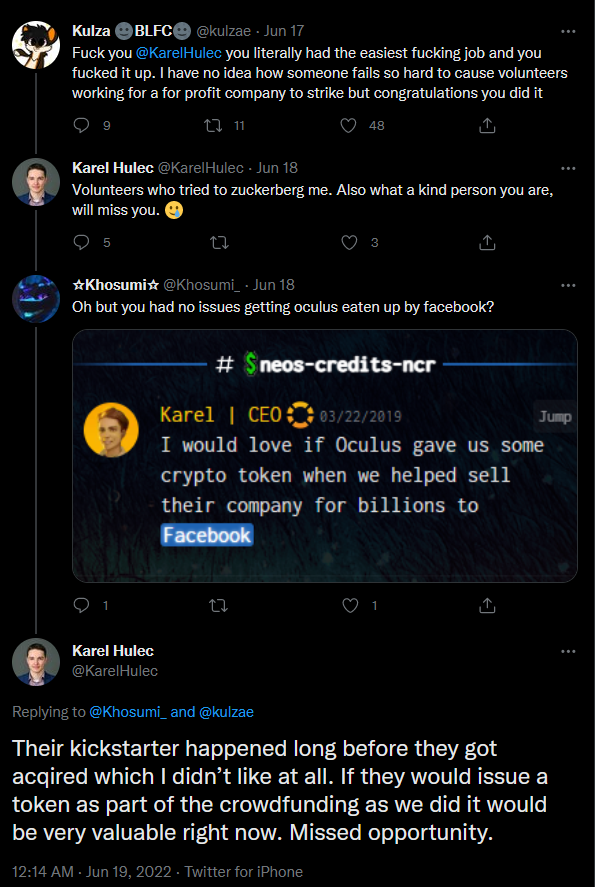 Kulza 🌚BLFC🌚 @kulzae · Jun 17
Fuck you @KarelHulec you literally had the easiest fucking job and you
fucked it up. I have no idea how someone fails so hard to cause volunteers
working for a for profit company to strike but congratulations you did it
9 11 48
Karel Hulec @KarelHulec · Jun 18
Volunteers who tried to zuckerberg me. Also what a kind person you are,
will miss you. 🥲
5 3
☆Khosumi☆ @Khosumi_ · Jun 18
Oh but you had no issues getting oculus eaten up by facebook?
# $neos-credits-ncr
Karel | CEO 03/22/2019 Jump
I would love if Oculus gave us some
crypto token when we helped sell
their company for billions to
Facebook
1 1
Karel Hulec
@KarelHulec
Replying to @Khosumi_ and @kulzae
Their kickstarter happened long before they got
acqired which I didn’t like at all. If they would issue a
token as part of the crowdfunding as we did it would
be very valuable right now. Missed opportunity.
12:14 AM · Jun 19, 2022 · Twitter for iPhone